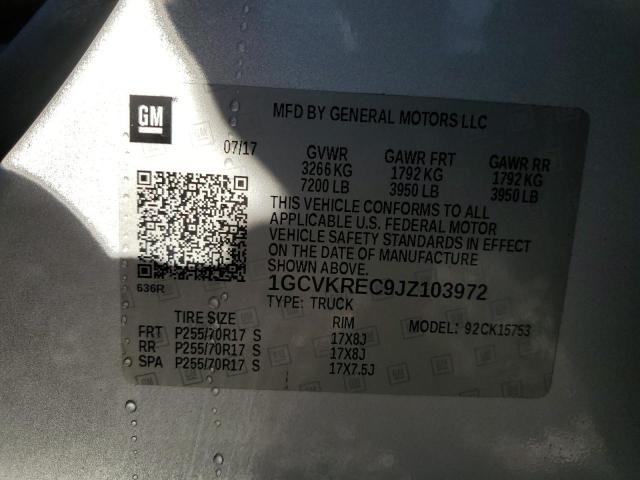 GM
MFD BY GENERAL MOTORS LLC
07/17
GVWR GAWR FRT GAWR RR
3266 KG 1792 KG 1792 KG
7200 LB 3950 LB 3950 LB
THIS VEHICLE CONFORMS TO ALL
APPLICABLE U.S. FEDERAL MOTOR
VEHICLE SAFETY STANDARDS IN EFFECT
ON THE DATE OF MANUFACTURE
SHOWN ABOVE.
636R
1GCVKREC9JZ103972
TYPE: TRUCK
TIRE SIZE RIM MODEL: 92CK15753
FRT P255/70R17 S 17X8J
RR P255/70R17 S 17X8J
SPA P255/70R17 S 17X7.5J